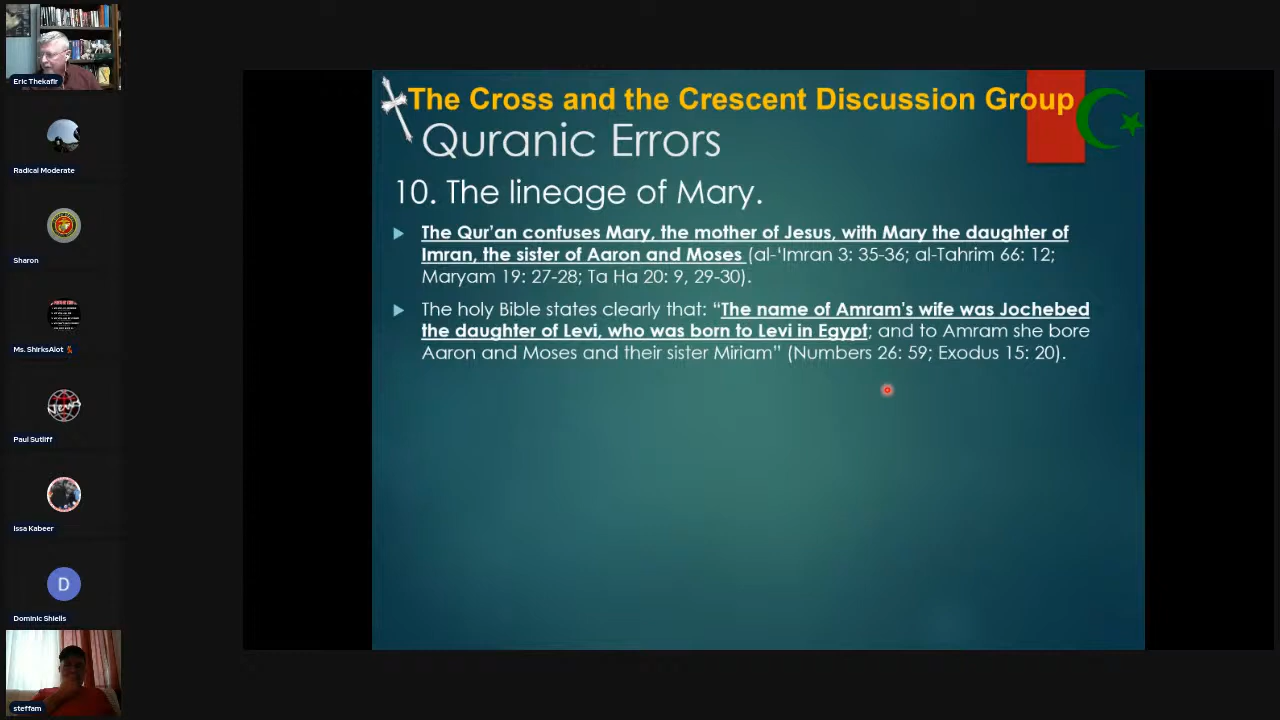 Eric Thekafir
Radical Moderate
Sharon
Ms. ShirksAlot
Paul Sutliff
Issa Kabeer
D
Dominic Shiells
steffam
The Cross and the Crescent Discussion Group
Quranic Errors
10. The lineage of Mary.
The Qur'an confuses Mary, the mother of Jesus, with Mary the daughter of
Imran, the sister of Aaron and Moses (al-‘Imran 3: 35-36; al-Tahrim 66: 12;
Maryam 19: 27-28; Ta Ha 20: 9, 29-30).
The holy Bible states clearly that: “The name of Amram’s wife was Jochebed
the daughter of Levi, who was born to Levi in Egypt; and to Amram she bore
Aaron and Moses and their sister Miriam” (Numbers 26: 59; Exodus 15: 20).